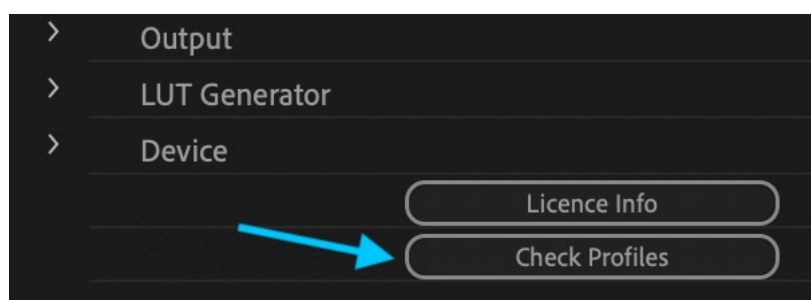 Output
LUT Generator
Device
Licence Info
Check Profiles